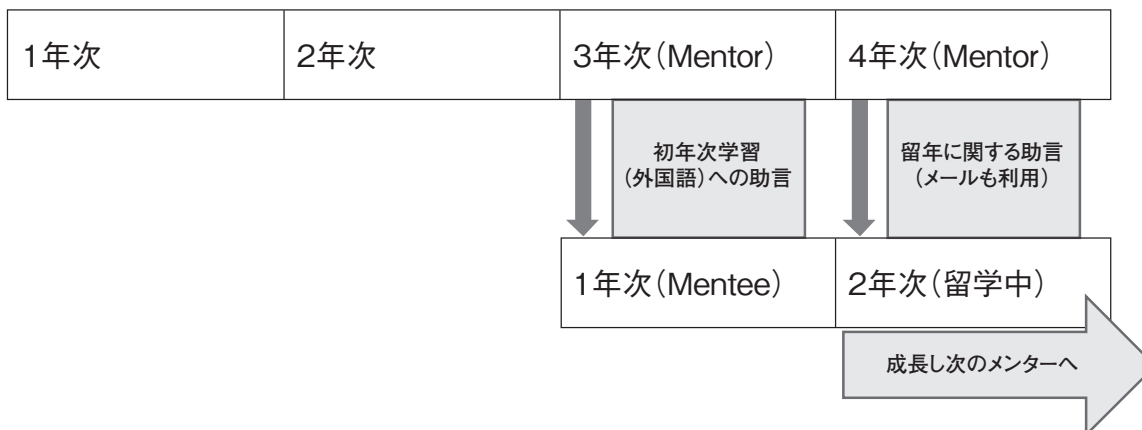 1年次
2年次
3年次(Mentor)
4年次(Mentor)
初年次学習
(外国語)への助言
留年に関する助言
(メールも利用)
1年次(Mentee)
2年次(留学中)
成長し次のメンターへ